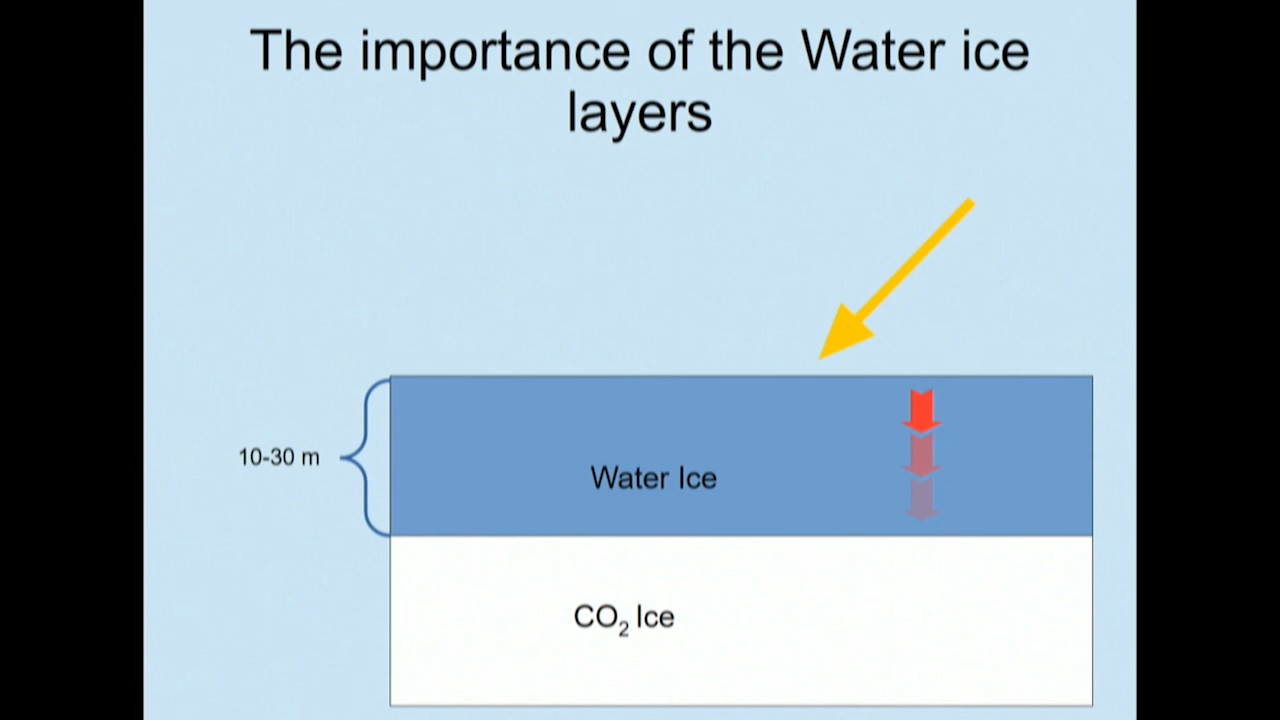 The importance of the Water ice
layers
10-30 m
Water Ice
CO₂ Ice